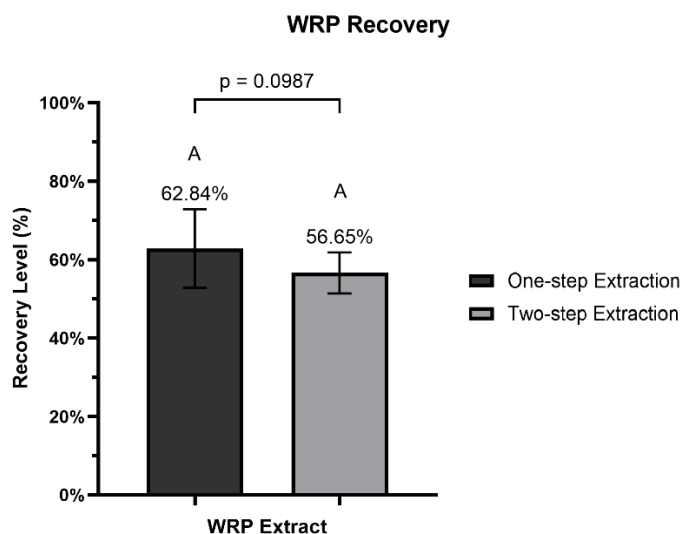 WRP Recovery
p = 0.0987
100%
80%
60%
40%
20%
0%
Recovery Level (%)
A
62.84%
A
56.65%
WRP Extract
One-step Extraction
Two-step Extraction